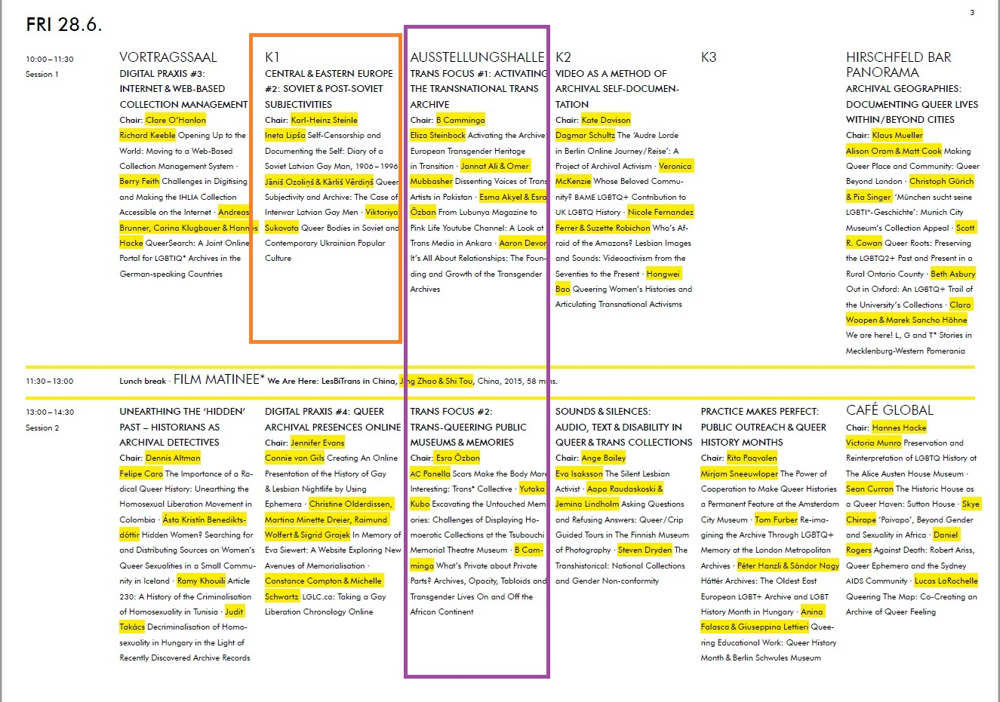 3
FRI 28.6.
10:00 – 11:30
Session 1
VORTRAGSSAAL
DIGITAL PRAXIS #3:
INTERNET & WEB-BASED
COLLECTION MANAGEMENT
Chair: Clare O’Hanlon
Richard Keeble Opening Up to the
World: Moving to a Web-Based
Collection Management System ·
Berry Feith Challenges in Digitising
and Making the IHLIA Collection
Accessible on the Internet · Andreas
Brunner, Carina Klugbauer & Hannes
Hacke QueerSearch: A Joint Online
Portal for LGBTIQ* Archives in the
German-speaking Countries
K1
CENTRAL & EASTERN EUROPE
#2: SOVIET & POST-SOVIET
SUBJECTIVITIES
Chair: Karl-Heinz Steinle
Ineta Lipša Self-Censorship and
Documenting the Self: Diary of a
Soviet Latvian Gay Man, 1906 – 1996
Jāniš Ozoliņš & Kārliš Vērdiņš Queer
Subjectivity and Archive: The Case of
Interwar Latvian Gay Men · Viktoriya
Sukovata Queer Bodies in Soviet and
Contemporary Ukrainian Popular
Culture
AUSSTELLUNGSHALLE
TRANS FOCUS #1: ACTIVATING
THE TRANSNATIONAL TRANS
ARCHIVE
Chair: B Camminga
Eliza Steinbock Activating the Archive:
European Transgender Heritage
in Transition · Jannat Ali & Omer
Mubbasher Dissenting Voices of Trans
Artists in Pakistan · Esma Akyel & Esra
Özban From Lubunya Magazine to
Pink Life Youtube Channel: A Look at
Trans Media in Ankara · Aaron Devor
It’s All About Relationships: The Foun-
ding and Growth of the Transgender
Archives
K2
VIDEO AS A METHOD OF
ARCHIVAL SELF-DOCUMEN-
TATION
Chair: Kate Davison
Dagmar Schultz The ‘Audre Lorde
in Berlin Online Journey / Reise’: A
Project of Archival Activism · Veronica
McKenzie Whose Beloved Commu-
nity? BAME LGBTQ+ Contribution to
UK LGBTQ History · Nicole Fernandez
Ferrer & Suzette Robichon Who’s Af-
raid of the Amazons? Lesbian Images
and Sounds: Videoactivism from the
Seventies to the Present · Hongwei
Bao Queering Women’s Histories and
Articulating Transnational Activisms
K3
HIRSCHFELD BAR
PANORAMA
ARCHIVAL GEOGRAPHIES:
DOCUMENTING QUEER LIVES
WITHIN / BEYOND CITIES
Chair: Klaus Mueller
Alison Oram & Matt Cook Making
Queer Place and Community: Queer
Beyond London · Christoph Gürich
& Pia Singer ‘München sucht seine
LGBTI*-Geschichte’: Munich City
Museum’s Collection Appeal · Scott
R. Cowan Queer Roots: Preserving
the LGBTQ2+ Past and Present in a
Rural Ontario County · Beth Asbury
Out in Oxford: An LGBTQ+ Trail of
the University’s Collections · Clara
Woopen & Marek Sancho Höhne
We are here! L, G and T* Stories in
Mecklenburg-Western Pomerania
11:30 – 13:00
Lunch break · FILM MATINEE* We Are Here: LesBiTrans in China, Jing Zhao & Shi Tou, China, 2015, 58 mins.
13:00 – 14:30
Session 2
UNEARTHING THE ‘HIDDEN’
PAST – HISTORIANS AS
ARCHIVAL DETECTIVES
Chair: Dennis Altman
Felipe Caro The Importance of a Ra-
dical Queer History: Unearthing the
Homosexual Liberation Movement in
Colombia · Ásta Kristín Benedikts-
dóttir Hidden Women? Searching for
and Distributing Sources on Women’s
Queer Sexualities in a Small Commu-
nity in Iceland · Ramy Khouili Article
230: A History of the Criminalisation
of Homosexuality in Tunisia · Judit
Takács Decriminalisation of Homo-
sexuality in Hungary in the Light of
Recently Discovered Archive Records
DIGITAL PRAXIS #4: QUEER
ARCHIVAL PRESENCES ONLINE
Chair: Jennifer Evans
Connie van Gils Creating An Online
Presentation of the History of Gay
& Lesbian Nightlife by Using
Ephemera · Christine Olderdissen,
Martina Minette Dreier, Raimund
Wolfert & Sigrid Grajek In Memory of
Eva Siewert: A Website Exploring New
Avenues of Memorialisation ·
Constance Compton & Michelle
Schwartz LGLC.ca: Taking a Gay
Liberation Chronology Online
TRANS FOCUS #2:
TRANS-QUEERING PUBLIC
MUSEUMS & MEMORIES
Chair: Esra Özban
AC Panella Scars Make the Body More
Interesting: Trans* Collective · Yutaka
Kubo Excavating the Untouched Mem-
ories: Challenges of Displaying Ho-
moerotic Collections at the Tsubouchi
Memorial Theatre Museum · B Cam-
minga What’s Private about Private
Parts? Archives, Opacity, Tabloids and
Transgender Lives On and Off the
African Continent
SOUNDS & SILENCES:
AUDIO, TEXT & DISABILITY IN
QUEER & TRANS COLLECTIONS
Chair: Ange Bailey
Eva Isaksson The Silent Lesbian
Activist · Aapo Raudaskoski &
Jemina Lindholm Asking Questions
and Refusing Answers: Queer / Crip
Guided Tours in The Finnish Museum
of Photography · Steven Dryden The
Transhistorical: National Collections
and Gender Non-conformity
PRACTICE MAKES PERFECT:
PUBLIC OUTREACH & QUEER
HISTORY MONTHS
Chair: Rita Paqvalen
Mirjam Sneeuwloper The Power of
Cooperation to Make Queer Histories
a Permanent Feature at the Amsterdam
City Museum · Tom Furber Re-ima-
gining the Archive Through LGBTQ+
Memory at the London Metropolitan
Archives · Péter Hanzli & Sándor Nagy
Háttér Archives: The Oldest East
European LGBT+ Archive and LGBT
History Month in Hungary · Anina
Falasca & Giuseppina Lettieri Quee-
ring Educational Work: Queer History
Month & Berlin Schwules Museum
CAFÉ GLOBAL
Chair: Hannes Hacke
Victoria Munro Preservation and
Reinterpretation of LGBTQ History at
The Alice Austen House Museum ·
Sean Curran The Historic House as
a Queer Haven: Sutton House · Skye
Chirape ‘Paivapo’, Beyond Gender
and Sexuality in Africa · Daniel
Rogers Against Death: Robert Ariss,
Queer Ephemera and the Sydney
AIDS Community · Lucas LaRochelle
Queering The Map: Co-Creating an
Archive of Queer Feeling